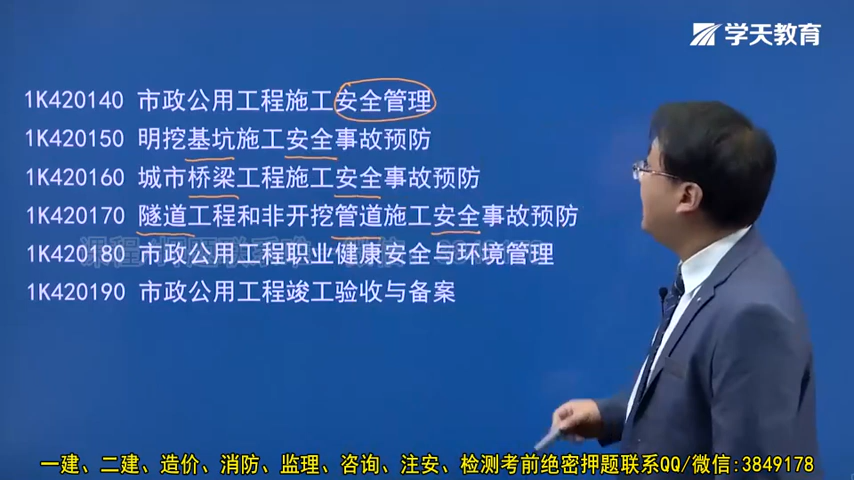 学天教育
1K420140 市政公用工程施工安全管理
1K420150 明挖基坑施工安全事故预防
1K420160 城市桥梁工程施工安全事故预防
1K420170 隧道工程和非开挖管道施工安全事故预防
1K420180 市政公用工程职业健康安全与环境管理
1K420190 市政公用工程竣工验收与备案
一建、二建、造价、消防、监理、咨询、注安、检测考前绝密押题联系QQ/微信:3849178